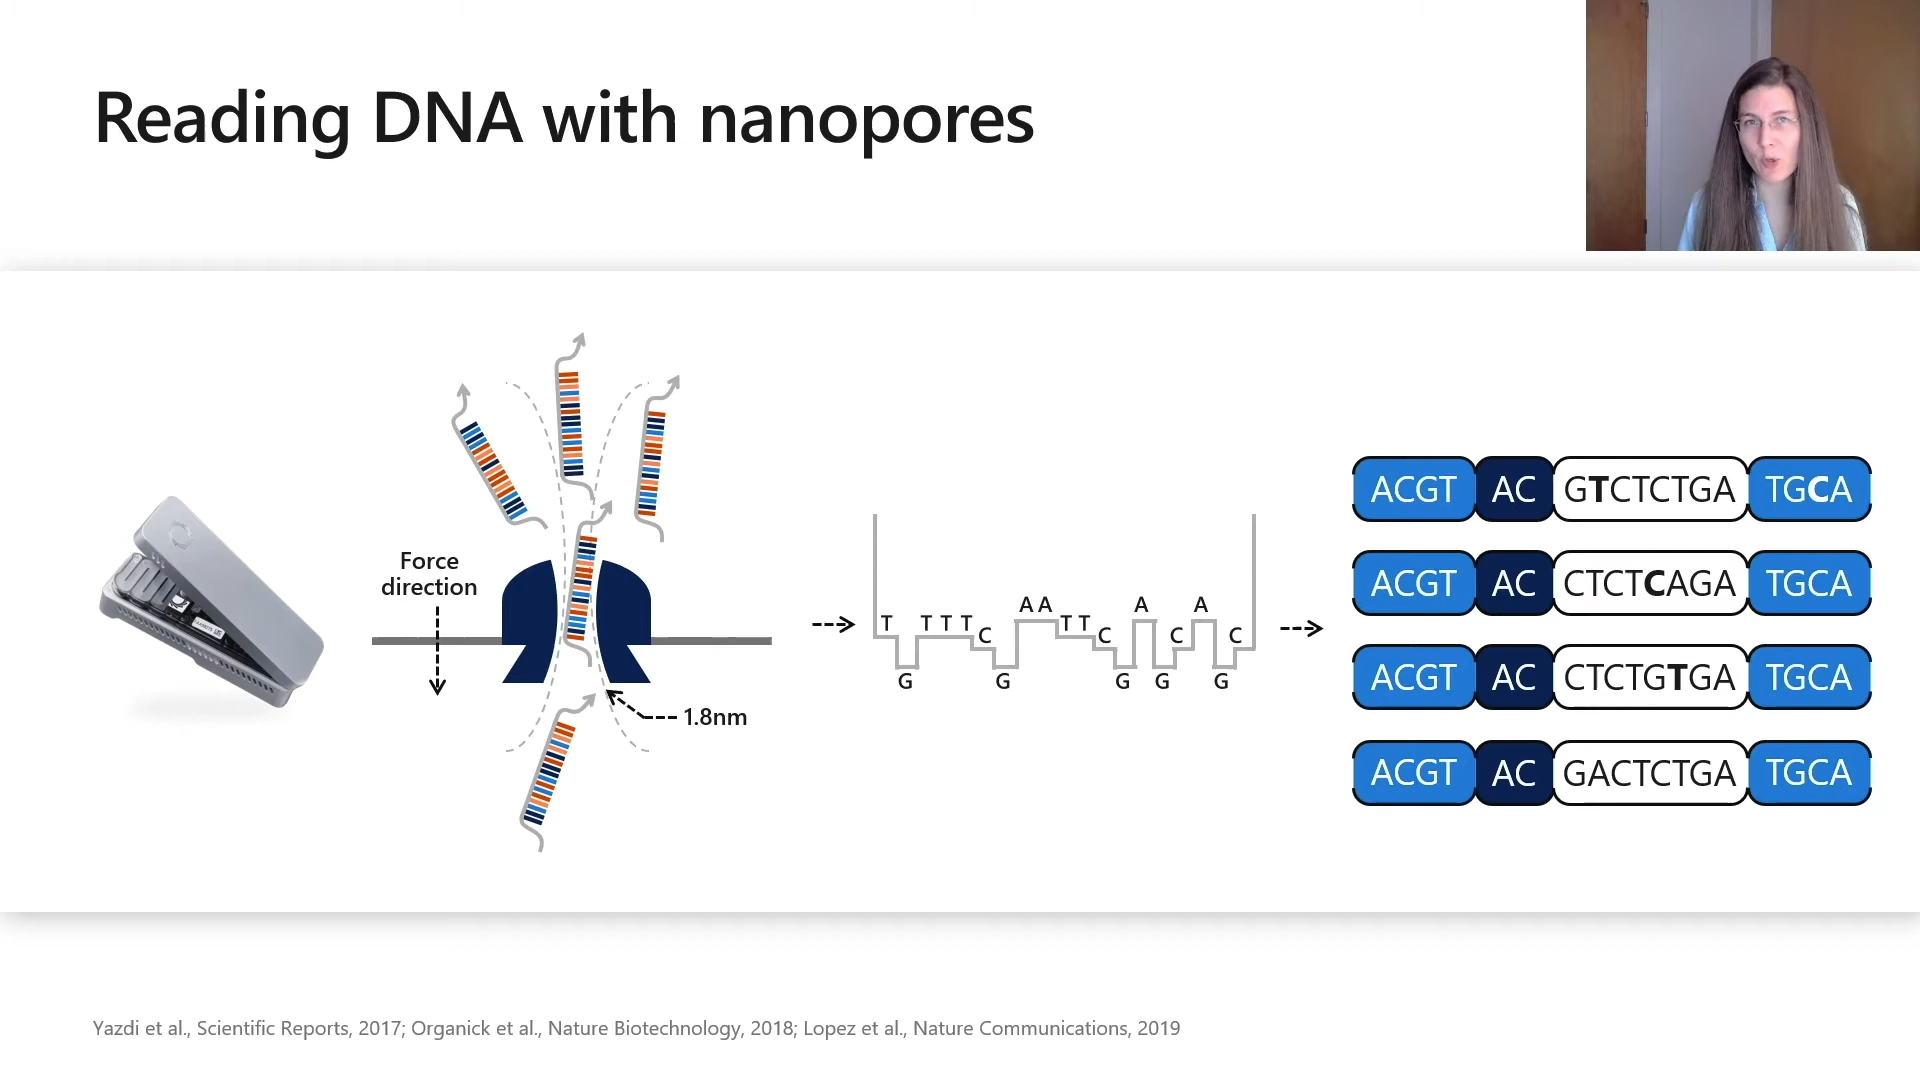 Reading DNA with nanopores
Force
direction
1.8nm
T T T T C A A T T C A C A C
G G G G G
ACGT AC GTCTCTGA TGCA
ACGT AC CTCTCAGA TGCA
ACGT AC CTCTGTGA TGCA
ACGT AC GACTCTGA TGCA
Yazdi et al., Scientific Reports, 2017; Organick et al., Nature Biotechnology, 2018; Lopez et al., Nature Communications, 2019